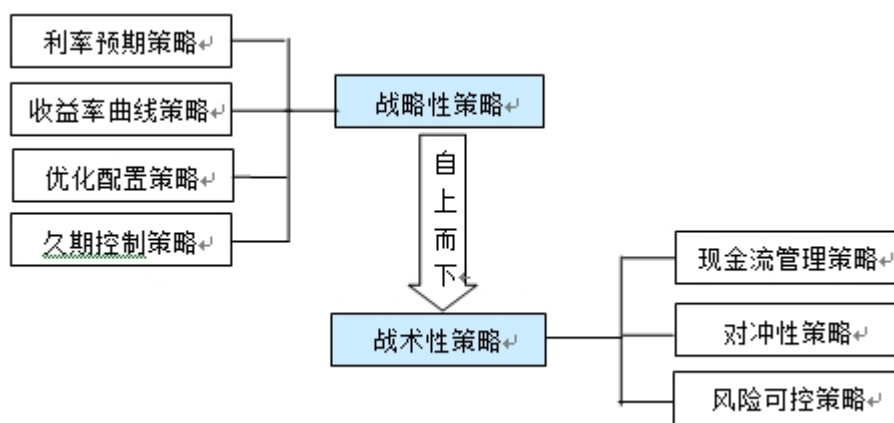 利率预期策略
收益率曲线策略
优化配置策略
久期控制策略
战略性策略
自
上
而
下
战术性策略
现金流管理策略
对冲性策略
风险可控策略